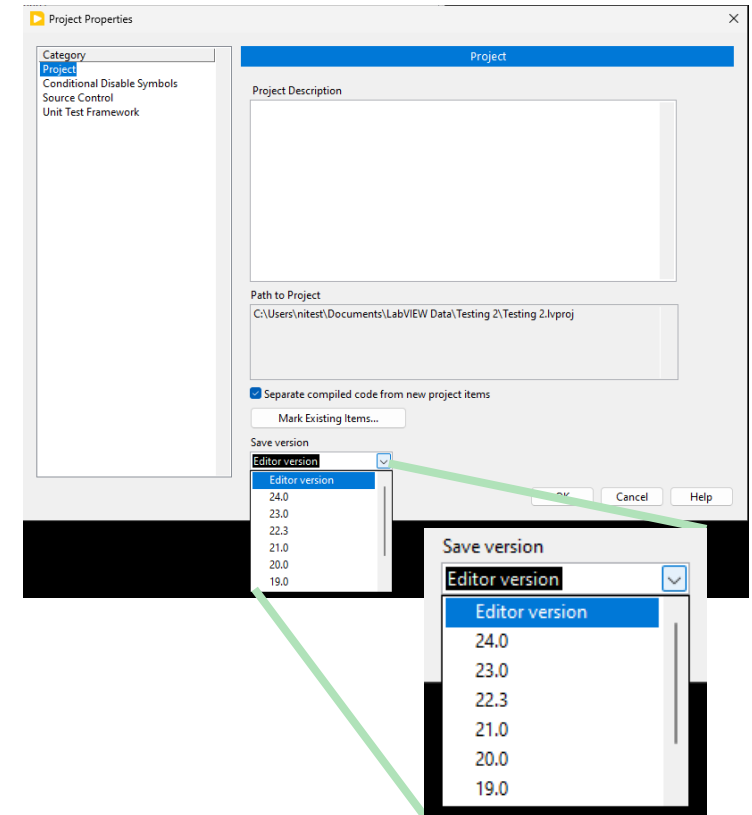 Project Properties
Category
Project
Conditional Disable Symbols
Source Control
Unit Test Framework
Project
Project Description
Path to Project
C:\Users\nitest\Documents\LabVIEW Data\Testing 2\Testing 2.lvproj
Separate compiled code from new project items
Mark Existing Items...
Save version
Editor version
Editor version
24.0
23.0
22.3
21.0
20.0
19.0
OK Cancel Help
Save version
Editor version
Editor version
24.0
23.0
22.3
21.0
20.0
19.0